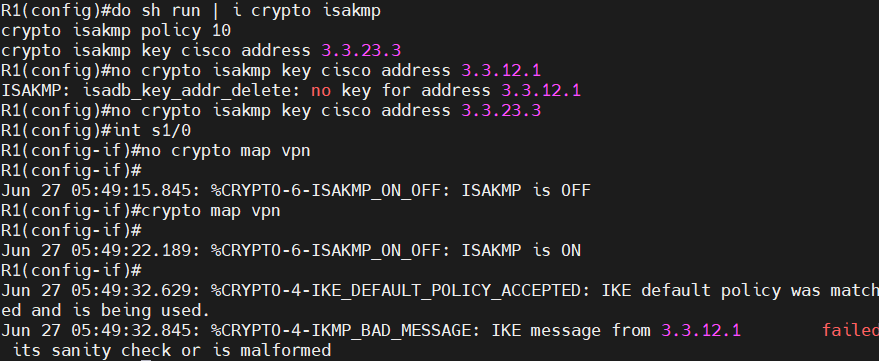 R1(config)#do sh run | i crypto isakmp
crypto isakmp policy 10
crypto isakmp key cisco address 3.3.23.3
R1(config)#no crypto isakmp key cisco address 3.3.12.1
ISAKMP: isadb_key_addr_delete: no key for address 3.3.12.1
R1(config)#no crypto isakmp key cisco address 3.3.23.3
R1(config)#int s1/0
R1(config-if)#no crypto map vpn
R1(config-if)#
Jun 27 05:49:15.845: %CRYPTO-6-ISAKMP_ON_OFF: ISAKMP is OFF
R1(config-if)#crypto map vpn
R1(config-if)#
Jun 27 05:49:22.189: %CRYPTO-6-ISAKMP_ON_OFF: ISAKMP is ON
R1(config-if)#
Jun 27 05:49:32.629: %CRYPTO-4-IKE_DEFAULT_POLICY_ACCEPTED: IKE default policy was match
ed and is being used.
Jun 27 05:49:32.845: %CRYPTO-4-IKMP_BAD_MESSAGE: IKE message from 3.3.12.1 failed
its sanity check or is malformed